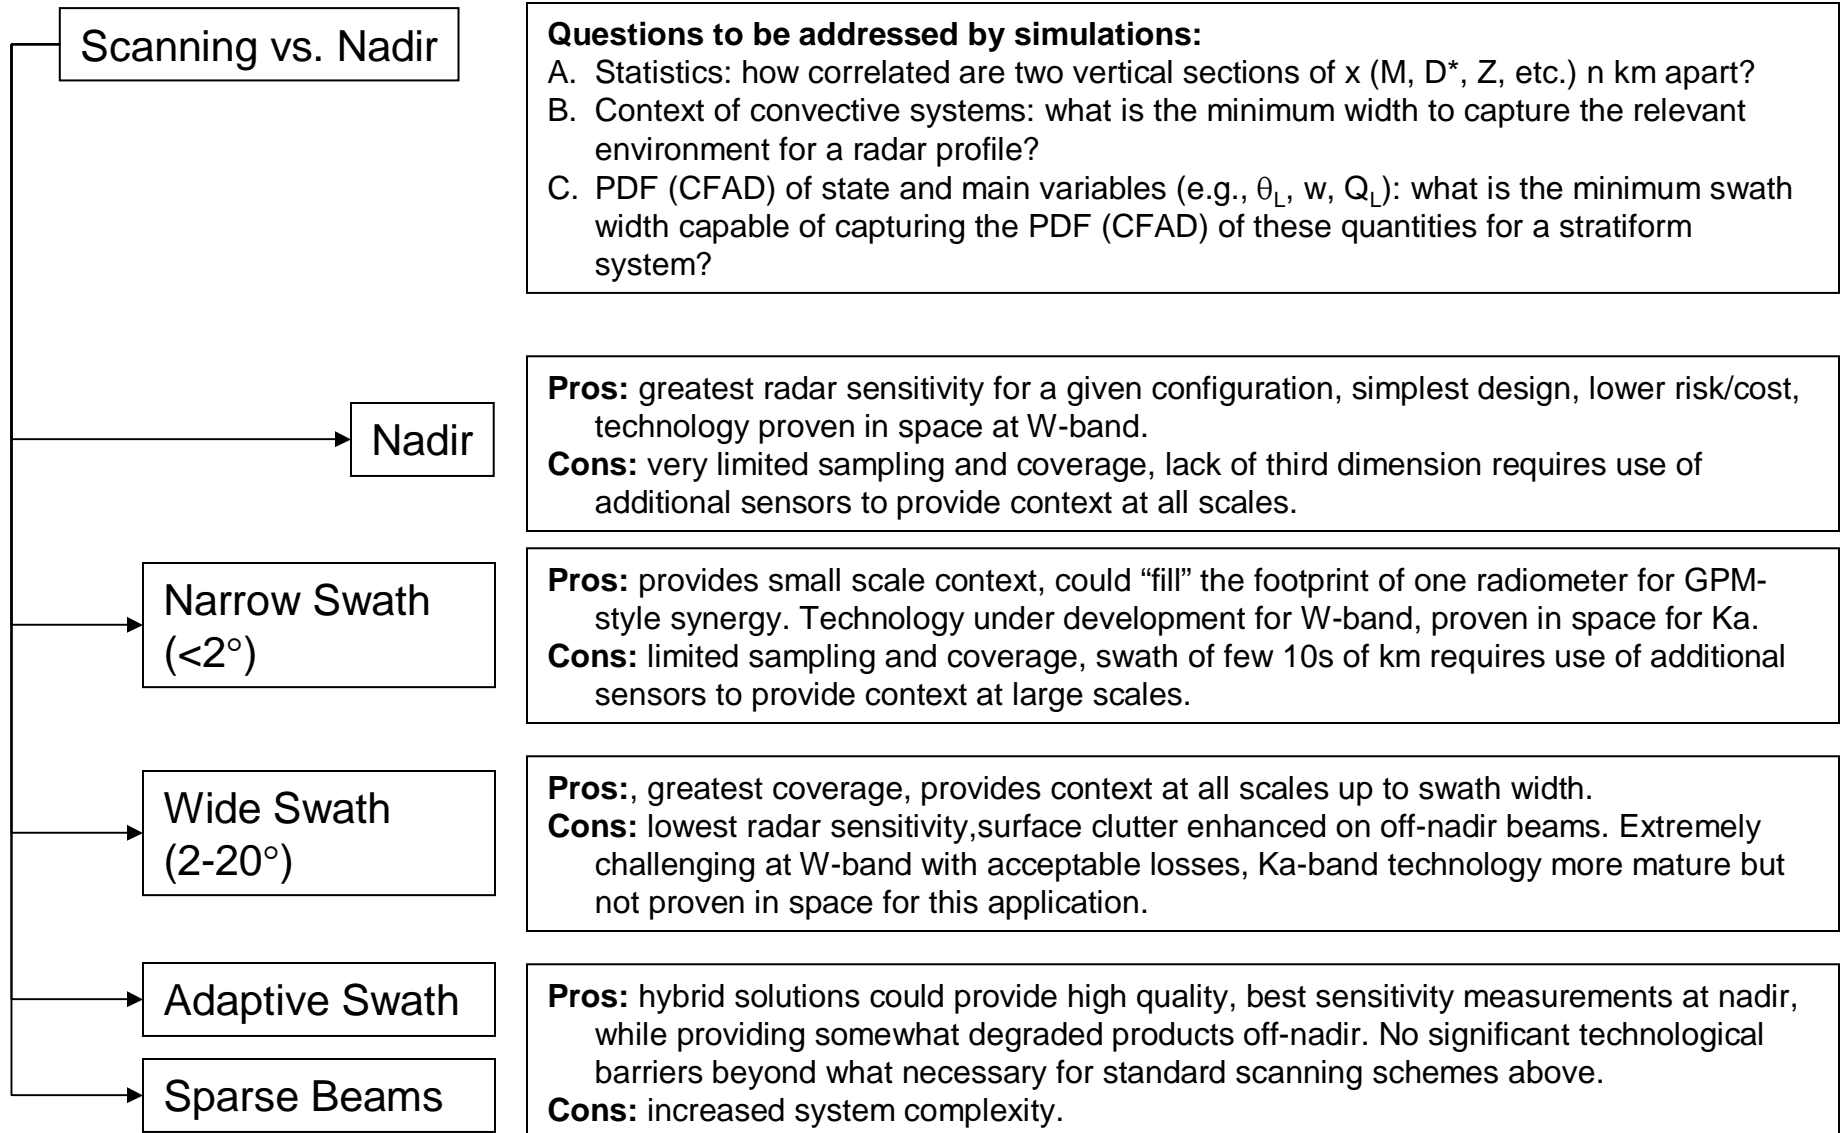 Scanning vs. Nadir
Questions to be addressed by simulations:
A. Statistics: how correlated are two vertical sections of x (M, D*, Z, etc.) n km apart?
B. Context of convective systems: what is the minimum width to capture the relevant
environment for a radar profile?
C. PDF (CFAD) of state and main variables (e.g., θL, w, QL): what is the minimum swath
width capable of capturing the PDF (CFAD) of these quantities for a stratiform
system?
Nadir
Pros: greatest radar sensitivity for a given configuration, simplest design, lower risk/cost,
technology proven in space at W-band.
Cons: very limited sampling and coverage, lack of third dimension requires use of
additional sensors to provide context at all scales.
Narrow Swath
(<2°)
Pros: provides small scale context, could “fill” the footprint of one radiometer for GPM-
style synergy. Technology under development for W-band, proven in space for Ka.
Cons: limited sampling and coverage, swath of few 10s of km requires use of additional
sensors to provide context at large scales.
Wide Swath
(2-20°)
Pros:, greatest coverage, provides context at all scales up to swath width.
Cons: lowest radar sensitivity,surface clutter enhanced on off-nadir beams. Extremely
challenging at W-band with acceptable losses, Ka-band technology more mature but
not proven in space for this application.
Adaptive Swath
Sparse Beams
Pros: hybrid solutions could provide high quality, best sensitivity measurements at nadir,
while providing somewhat degraded products off-nadir. No significant technological
barriers beyond what necessary for standard scanning schemes above.
Cons: increased system complexity.